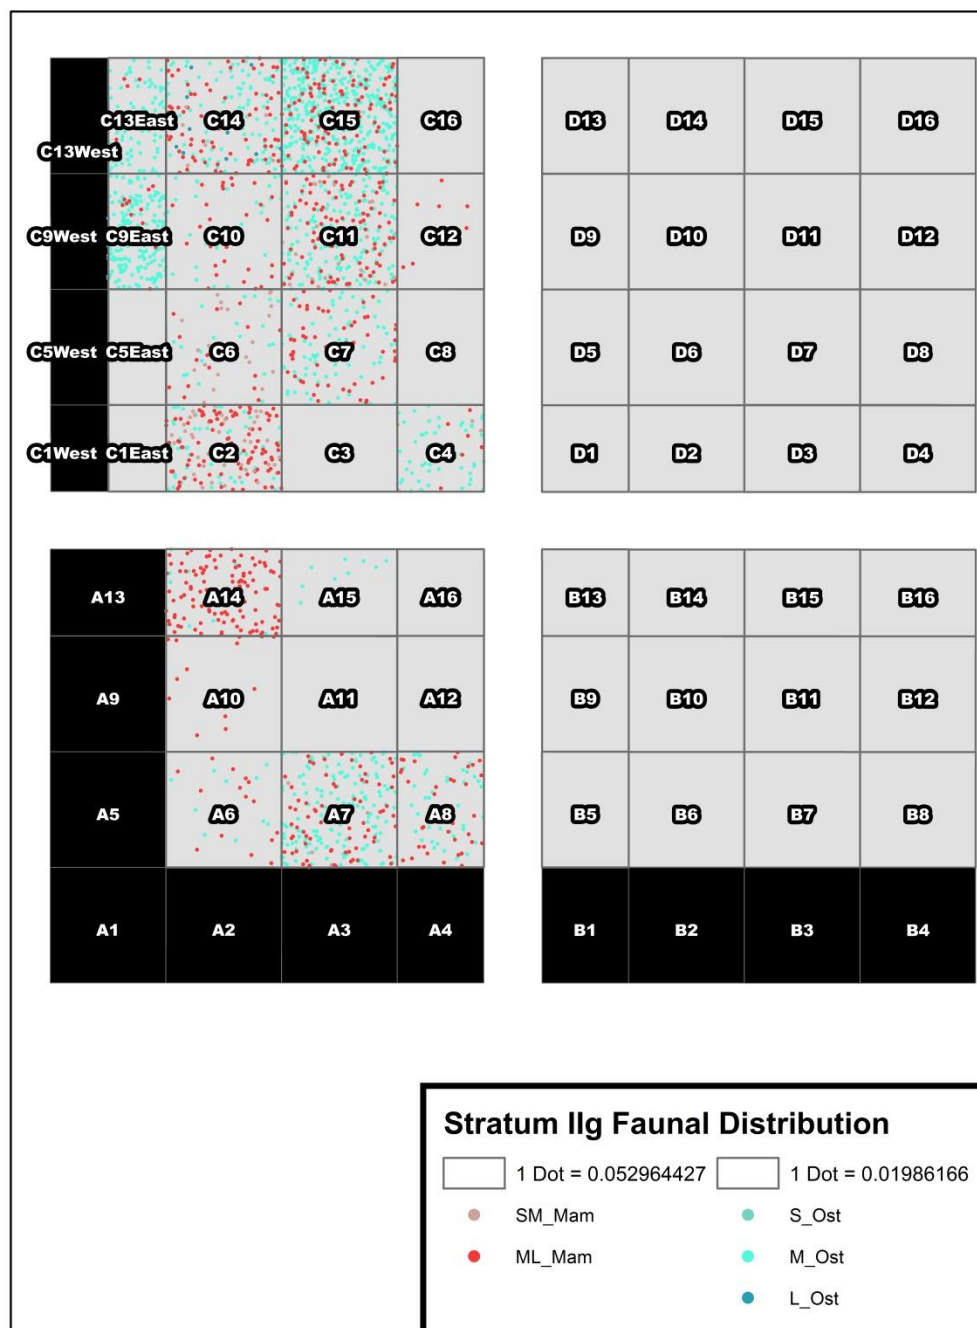 C13East C14 C15 C16 D13 D14 D15 D16
C13West
C9West C9East C10 C11 C12 D9 D10 D11 D12
C5West C5East C6 C7 C8 D5 D6 D7 D8
C1West C1East C2 C3 C4 D1 D2 D3 D4
A13 A14 A15 A16 B13 B14 B15 B16
A9 A10 A11 A12 B9 B10 B11 B12
A5 A6 A7 A8 B5 B6 B7 B8
A1 A2 A3 A4 B1 B2 B3 B4
Stratum IIg Faunal Distribution
1 Dot = 0.052964427 1 Dot = 0.01986166
SM_Mam S_Ost
ML_Mam M_Ost
L_Ost